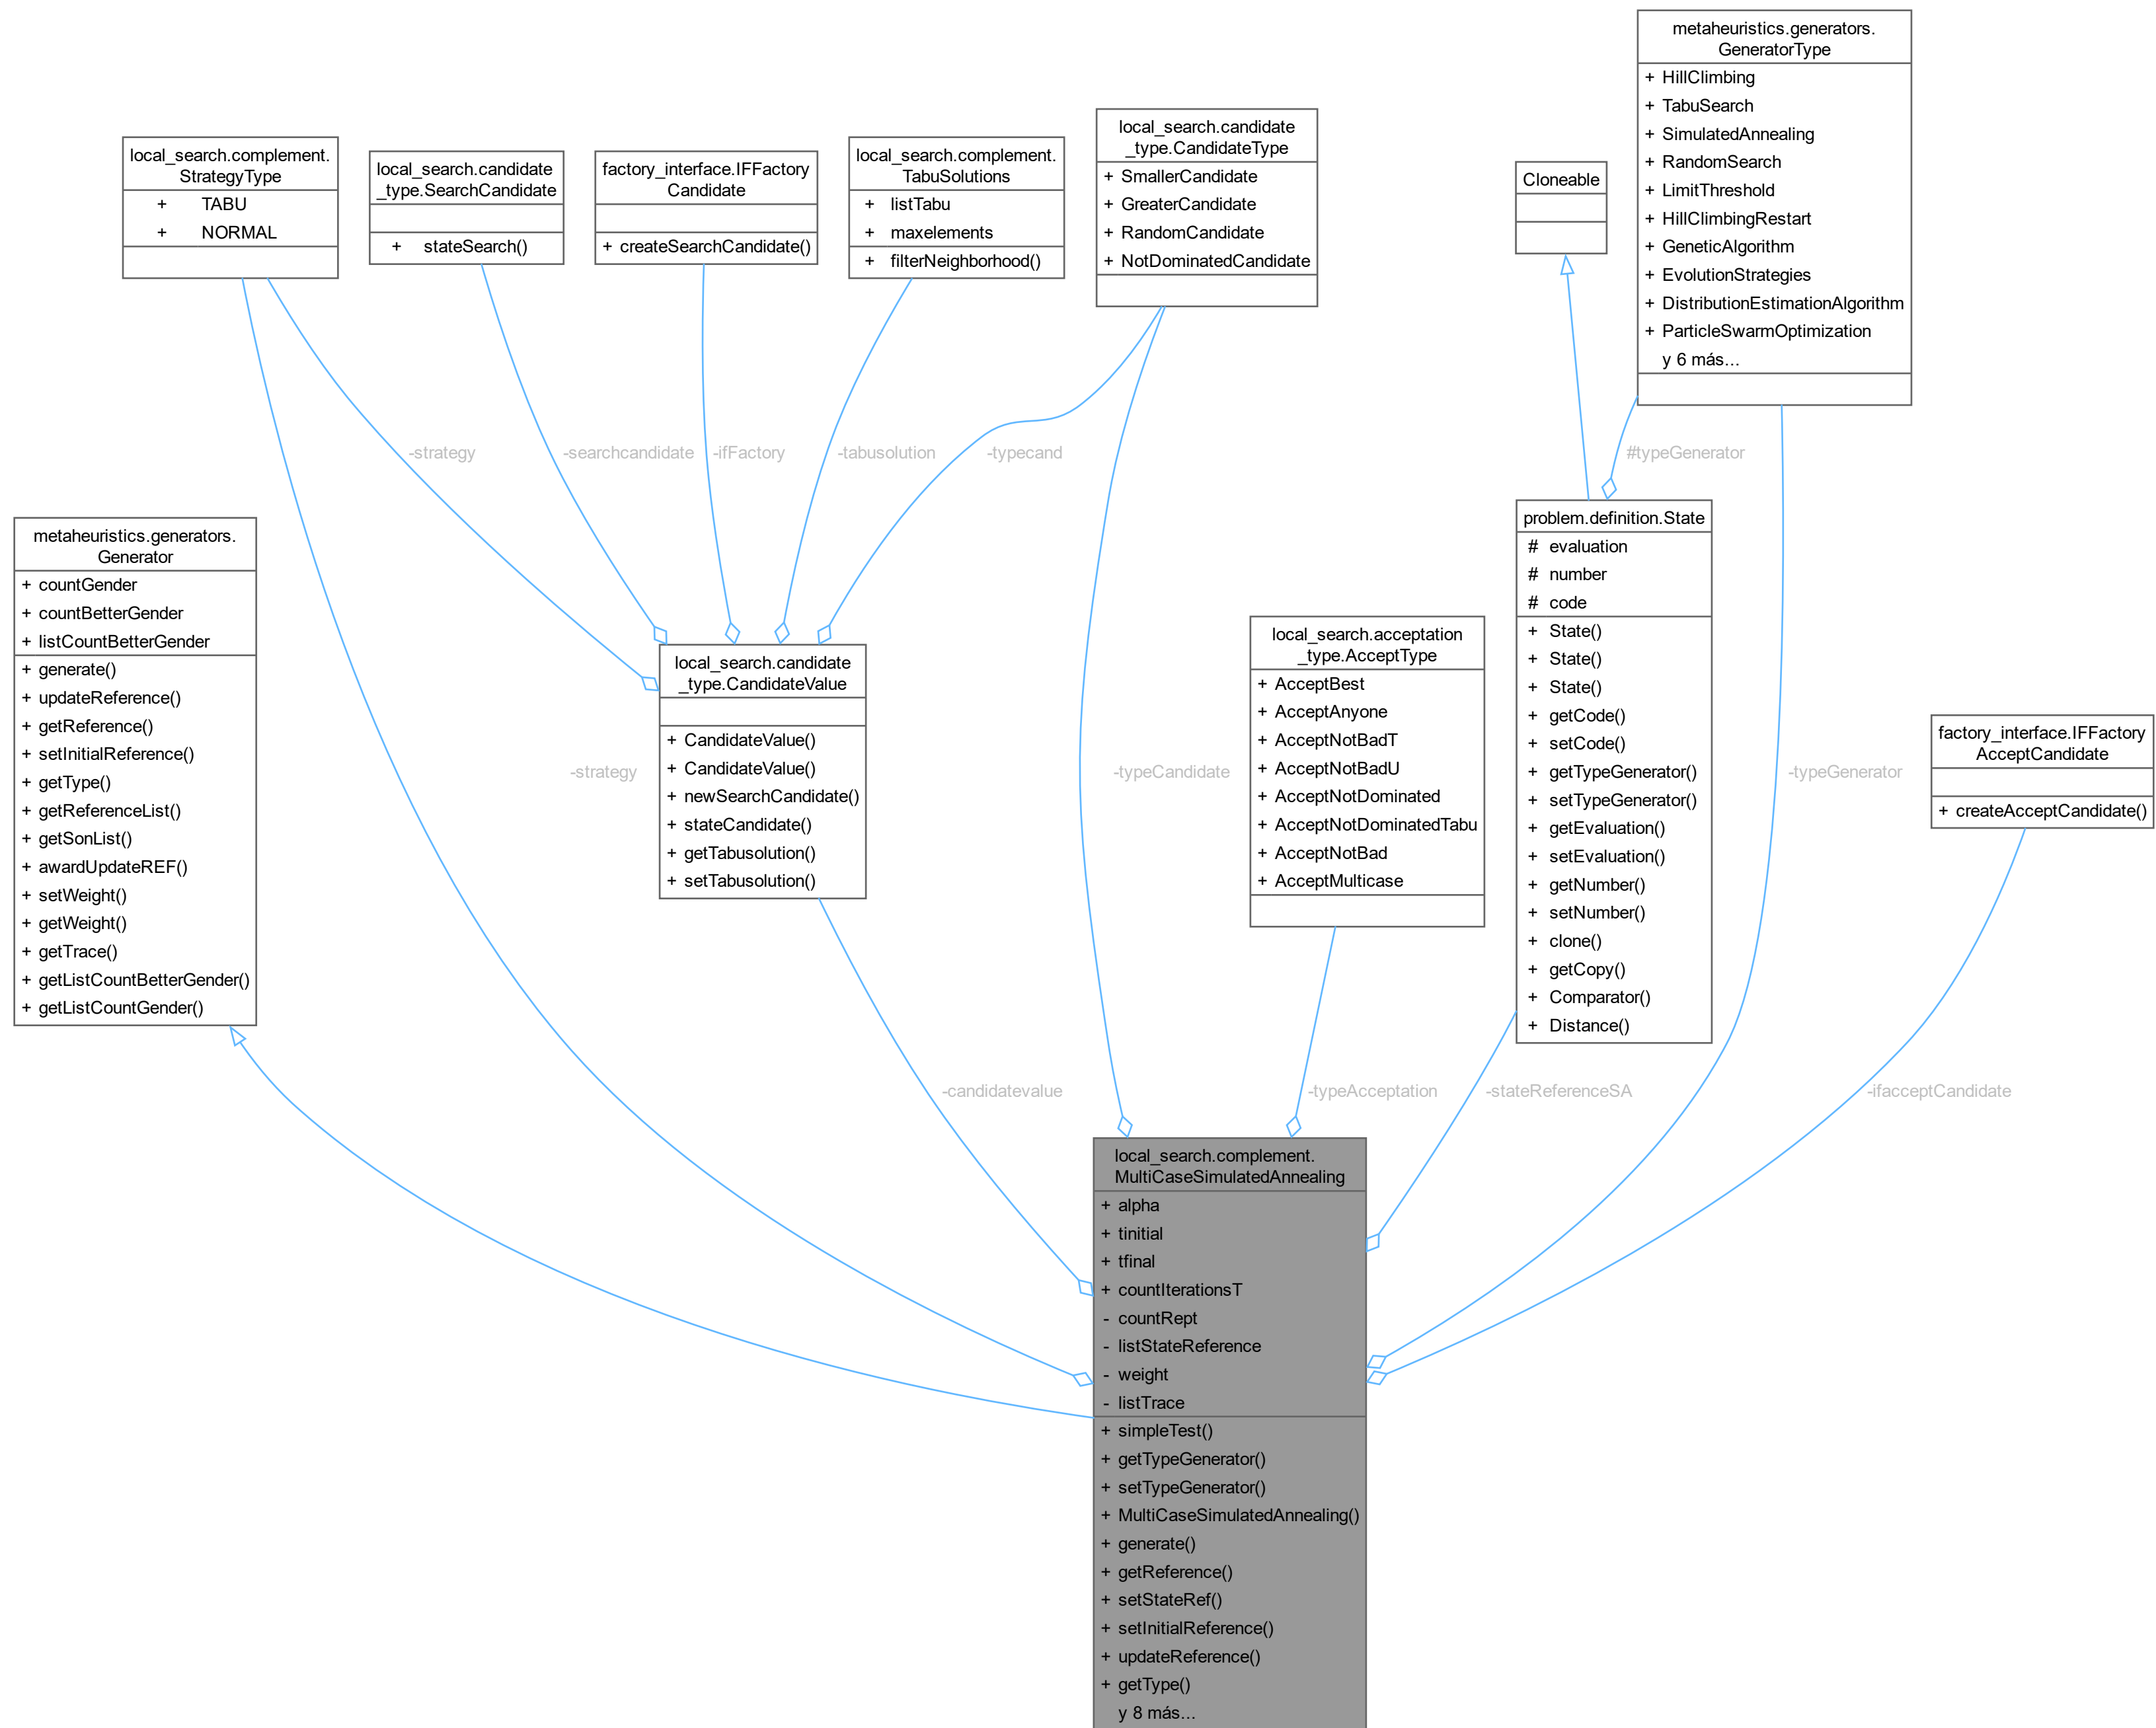 metaheuristics.generators.
GeneratorType
+ HillClimbing
+ TabuSearch
+ SimulatedAnnealing
+ RandomSearch
+ LimitThreshold
+ HillClimbingRestart
+ GeneticAlgorithm
+ EvolutionStrategies
+ DistributionEstimationAlgorithm
+ ParticleSwarmOptimization
y 6 más...
local_search.complement.
StrategyType
+ TABU
+ NORMAL
local_search.candidate
_type.SearchCandidate
+ stateSearch()
factory_interface.IFFactory
Candidate
+ createSearchCandidate()
local_search.complement.
TabuSolutions
+ listTabu
+ maxelements
+ filterNeighborhood()
local_search.candidate
_type.CandidateType
+ SmallerCandidate
+ GreaterCandidate
+ RandomCandidate
+ NotDominatedCandidate
Cloneable
-strategy
-searchcandidate
-ifFactory
-tabusolution
-typecand
#typeGenerator
metaheuristics.generators.
Generator
+ countGender
+ countBetterGender
+ listCountBetterGender
+ generate()
+ updateReference()
+ getReference()
+ setInitialReference()
+ getType()
+ getReferenceList()
+ getSonList()
+ awardUpdateREF()
+ setWeight()
+ getWeight()
+ getTrace()
+ getListCountBetterGender()
+ getListCountGender()
-strategy
local_search.candidate
_type.CandidateValue
+ CandidateValue()
+ CandidateValue()
+ newSearchCandidate()
+ stateCandidate()
+ getTabusolution()
+ setTabusolution()
-typeCandidate
local_search.acceptation
_type.AcceptType
+ AcceptBest
+ AcceptAnyone
+ AcceptNotBadT
+ AcceptNotBadU
+ AcceptNotDominated
+ AcceptNotDominatedTabu
+ AcceptNotBad
+ AcceptMulticase
problem.definition.State
# evaluation
# number
# code
+ State()
+ State()
+ State()
+ getCode()
+ setCode()
+ getTypeGenerator()
+ setTypeGenerator()
+ getEvaluation()
+ setEvaluation()
+ getNumber()
+ setNumber()
+ clone()
+ getCopy()
+ Comparator()
+ Distance()
-typeGenerator
factory_interface.IFFactory
AcceptCandidate
+ createAcceptCandidate()
-candidatevalue
-typeAcceptation
-stateReferenceSA
-ifacceptCandidate
local_search.complement.
MultiCaseSimulatedAnnealing
+ alpha
+ tinitial
+ tfinal
+ countIterationsT
- countRept
- listStateReference
- weight
- listTrace
+ simpleTest()
+ getTypeGenerator()
+ setTypeGenerator()
+ MultiCaseSimulatedAnnealing()
+ generate()
+ getReference()
+ setStateRef()
+ setInitialReference()
+ updateReference()
+ getType()
y 8 más...